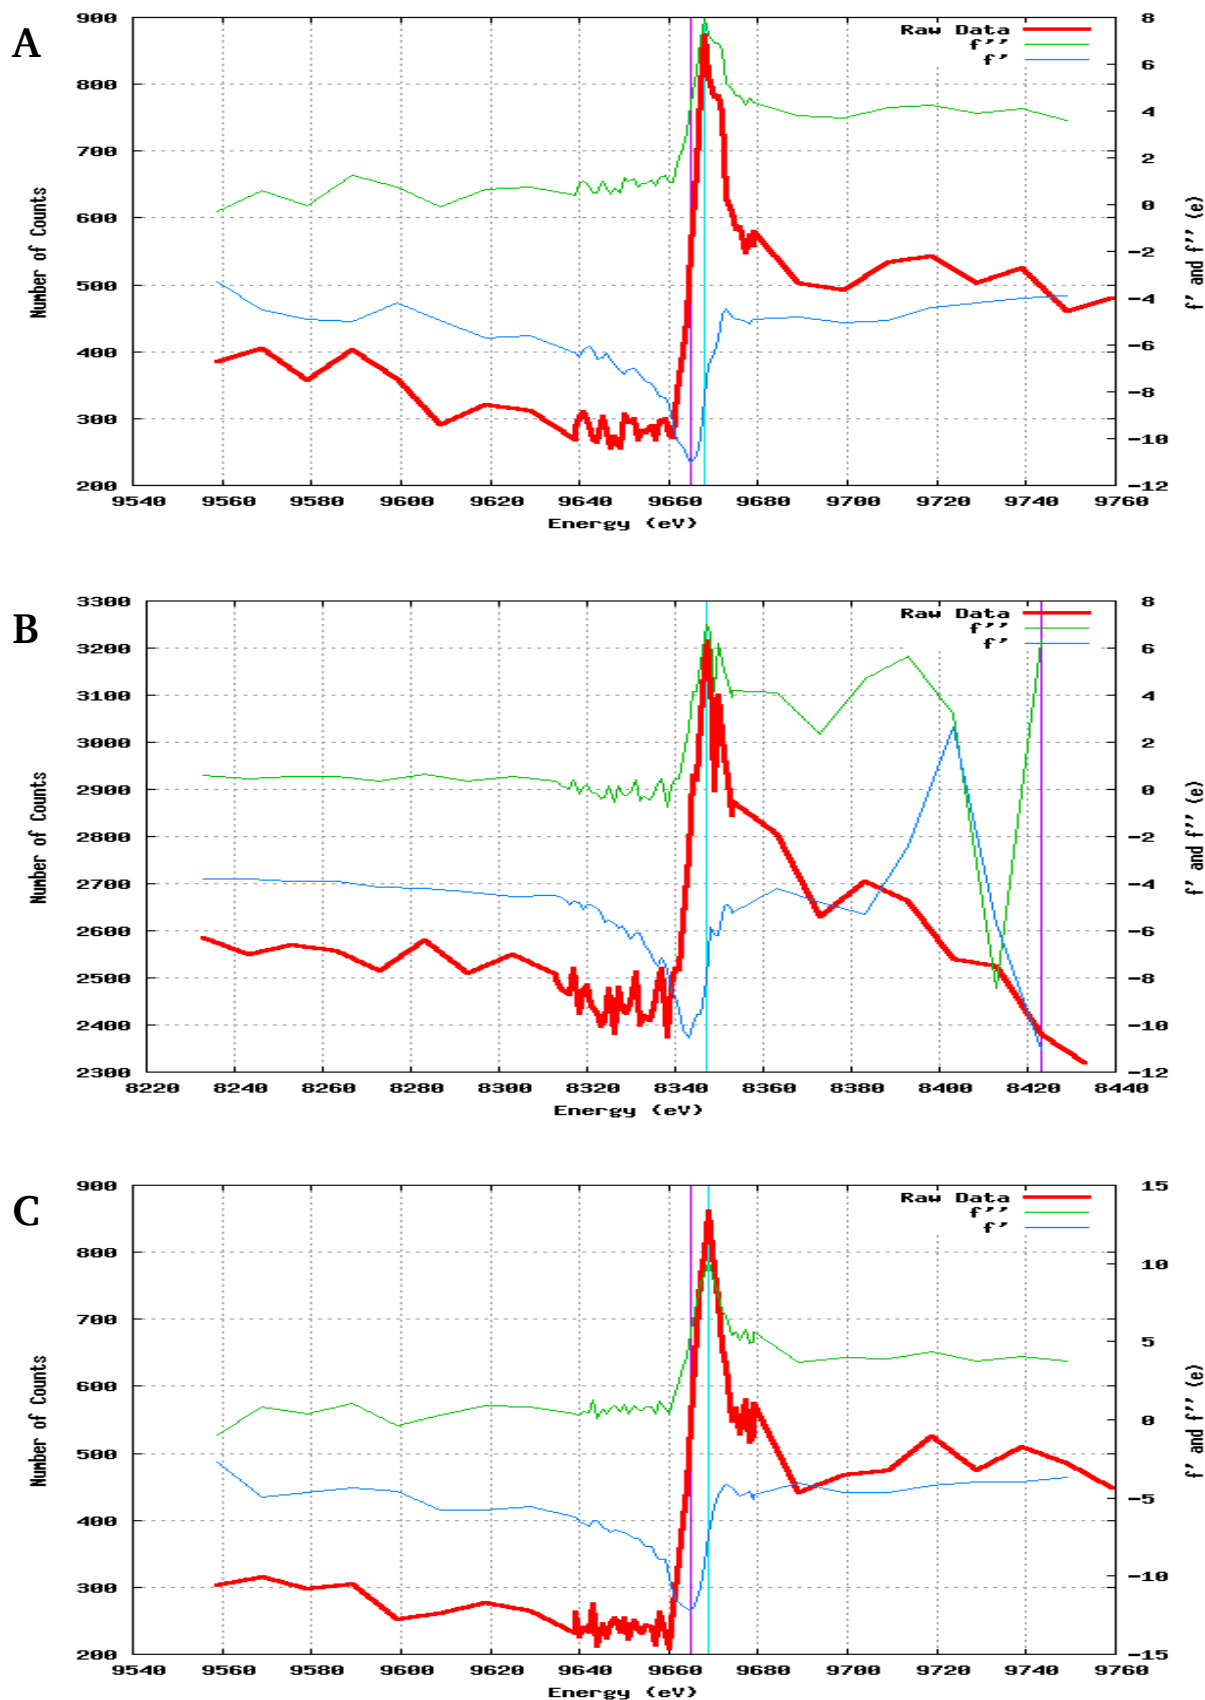 A
900
800
700
600
500
400
300
200
Number of Counts
Raw Data
f''
f'
8
6
4
2
0
-2
-4
-6
-8
-10
-12
f' and f'' (e)
9540 9560 9580 9600 9620 9640 9660 9680 9700 9720 9740 9760
Energy (eV)
B
3300
3200
3100
3000
2900
2800
2700
2600
2500
2400
2300
Number of Counts
Raw Data
f''
f'
8
6
4
2
0
-2
-4
-6
-8
-10
-12
f' and f'' (e)
8220 8240 8260 8280 8300 8320 8340 8360 8380 8400 8420 8440
Energy (eV)
C
900
800
700
600
500
400
300
200
Number of Counts
Raw Data
f''
f'
15
10
5
0
-5
-10
-15
f' and f'' (e)
9540 9560 9580 9600 9620 9640 9660 9680 9700 9720 9740 9760
Energy (eV)